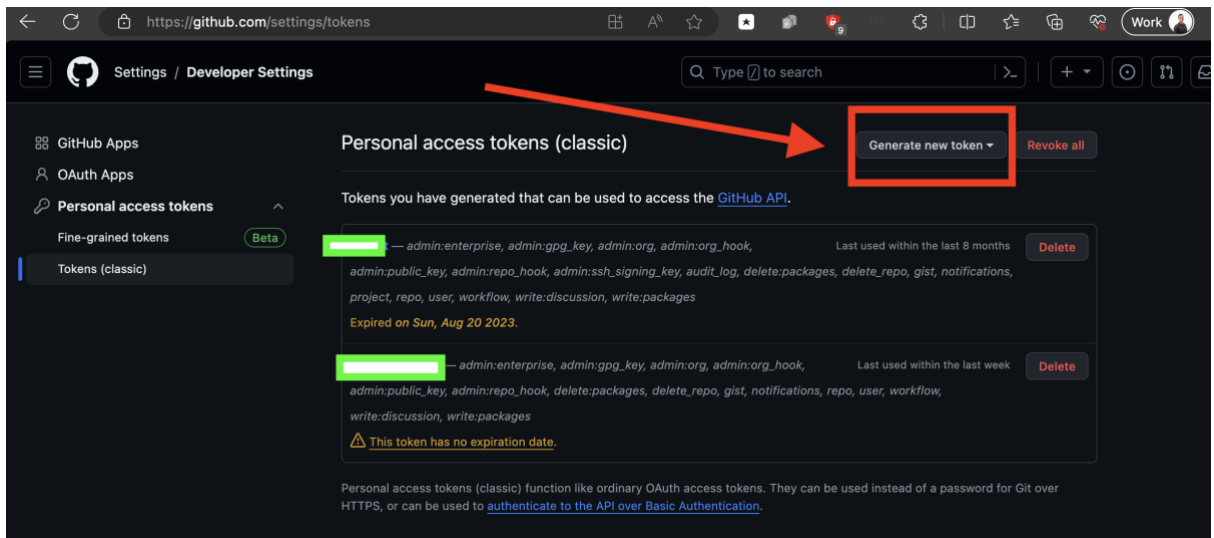 https://github.com/settings/tokens
9
Work
Settings / Developer Settings
Type / to search
Personal access tokens (classic)
Generate new token
Revoke all
GitHub Apps
OAuth Apps
Personal access tokens
Fine-grained tokens
Beta
Tokens (classic)
Tokens you have generated that can be used to access the GitHub API.
— admin:enterprise, admin:gpg_key, admin:org, admin:org_hook,
Last used within the last 8 months
Delete
admin:public_key, admin:repo_hook, admin:ssh_signing_key, audit_log, delete:packages, delete_repo, gist, notifications,
project, repo, user, workflow, write:discussion, write:packages
Expired on Sun, Aug 20 2023.
— admin:enterprise, admin:gpg_key, admin:org, admin:org_hook,
Last used within the last week
Delete
admin:public_key, admin:repo_hook, delete:packages, delete_repo, gist, notifications, repo, user, workflow,
write:discussion, write:packages
This token has no expiration date.
Personal access tokens (classic) function like ordinary OAuth access tokens. They can be used instead of a password for Git over
HTTPS, or can be used to authenticate to the API over Basic Authentication.